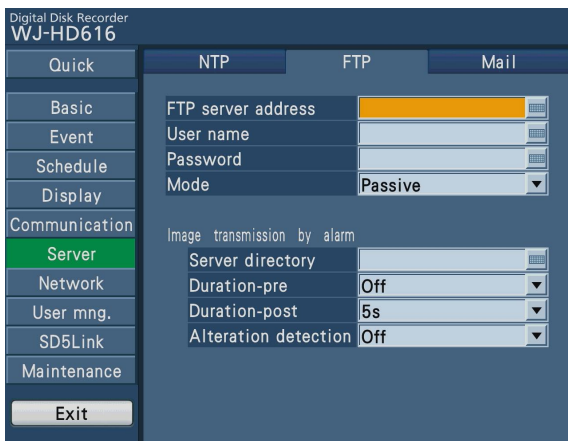 Digital Disk Recorder
WJ-HD616
Quick
Basic
Event
Schedule
Display
Communication
Server
Network
User mng.
SD5Link
Maintenance
Exit
NTP FTP Mail
FTP server address
User name
Password
Mode Passive
Image transmission by alarm
Server directory
Duration-pre Off
Duration-post 5s
Alteration detection Off